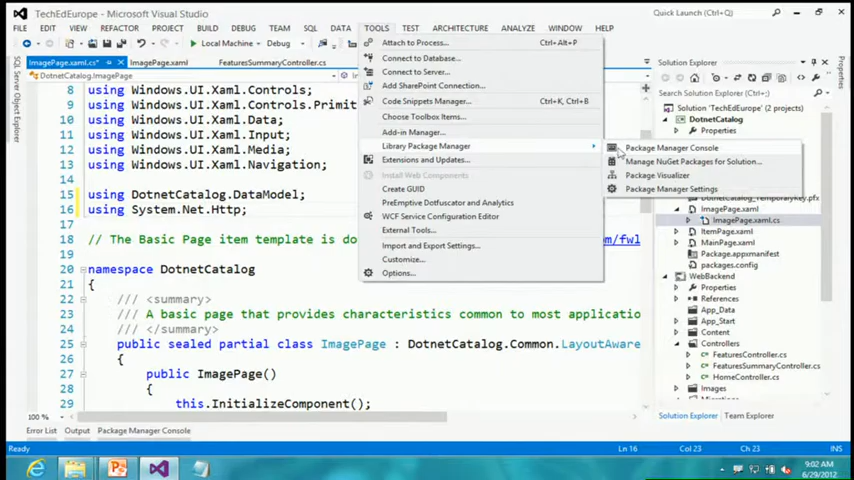 TechEdEurope - Microsoft Visual Studio
Quick Launch (Ctrl+Q)
FILE EDIT VIEW REFACTOR PROJECT BUILD DEBUG TEAM SQL DATA TOOLS TEST ARCHITECTURE ANALYZE WINDOW HELP
Local Machine Debug
ImagePage.xaml.cs ImagePage.xaml FeaturesSummaryController.cs
DotnetCatalog.ImagePage
SQL Server Object Explorer
8 using Windows.UI.Xaml.Controls;
9 using Windows.UI.Xaml.Controls.Primit
10 using Windows.UI.Xaml.Data;
11 using Windows.UI.Xaml.Input;
12 using Windows.UI.Xaml.Media;
13 using Windows.UI.Xaml.Navigation;
14
15 using DotnetCatalog.DataModel;
16 using System.Net.Http;
17
18 // The Basic Page item template is do /fwl
19
20 namespace DotnetCatalog
21 {
22 /// <summary>
23 /// A basic page that provides characteristics common to most applicatio
24 /// </summary>
25 public sealed partial class ImagePage : DotnetCatalog.Common.LayoutAware
26 {
27 public ImagePage()
28 {
29 this.InitializeComponent();
100 %
Attach to Process... Ctrl+Alt+P
Connect to Database...
Connect to Server...
Add SharePoint Connection...
Code Snippets Manager... Ctrl+K, Ctrl+B
Choose Toolbox Items...
Add-in Manager...
Library Package Manager
Extensions and Updates...
Install Web Components
Create GUID
PreEmptive Dotfuscator and Analytics
WCF Service Configuration Editor
External Tools...
Import and Export Settings...
Customize...
Options...
Package Manager Console
Manage NuGet Packages for Solution...
Package Visualizer
Package Manager Settings
Solution Explorer
Search Solution Explorer (Ctrl+;)
Solution 'TechEdEurope' (2 projects)
DotnetCatalog
Properties
DotnetCatalog_TemporaryKey.pfx
ImagePage.xaml
ImagePage.xaml.cs
ItemPage.xaml
MainPage.xaml
Package.appxmanifest
packages.config
WebBackend
Properties
References
App_Data
App_Start
Content
Controllers
FeaturesController.cs
FeaturesSummaryController.cs
HomeController.cs
Images
Solution Explorer Team Explorer
Error List Output Package Manager Console
Ready Ln 16 Col 23 Ch 23 INS
9:02 AM
6/29/2012